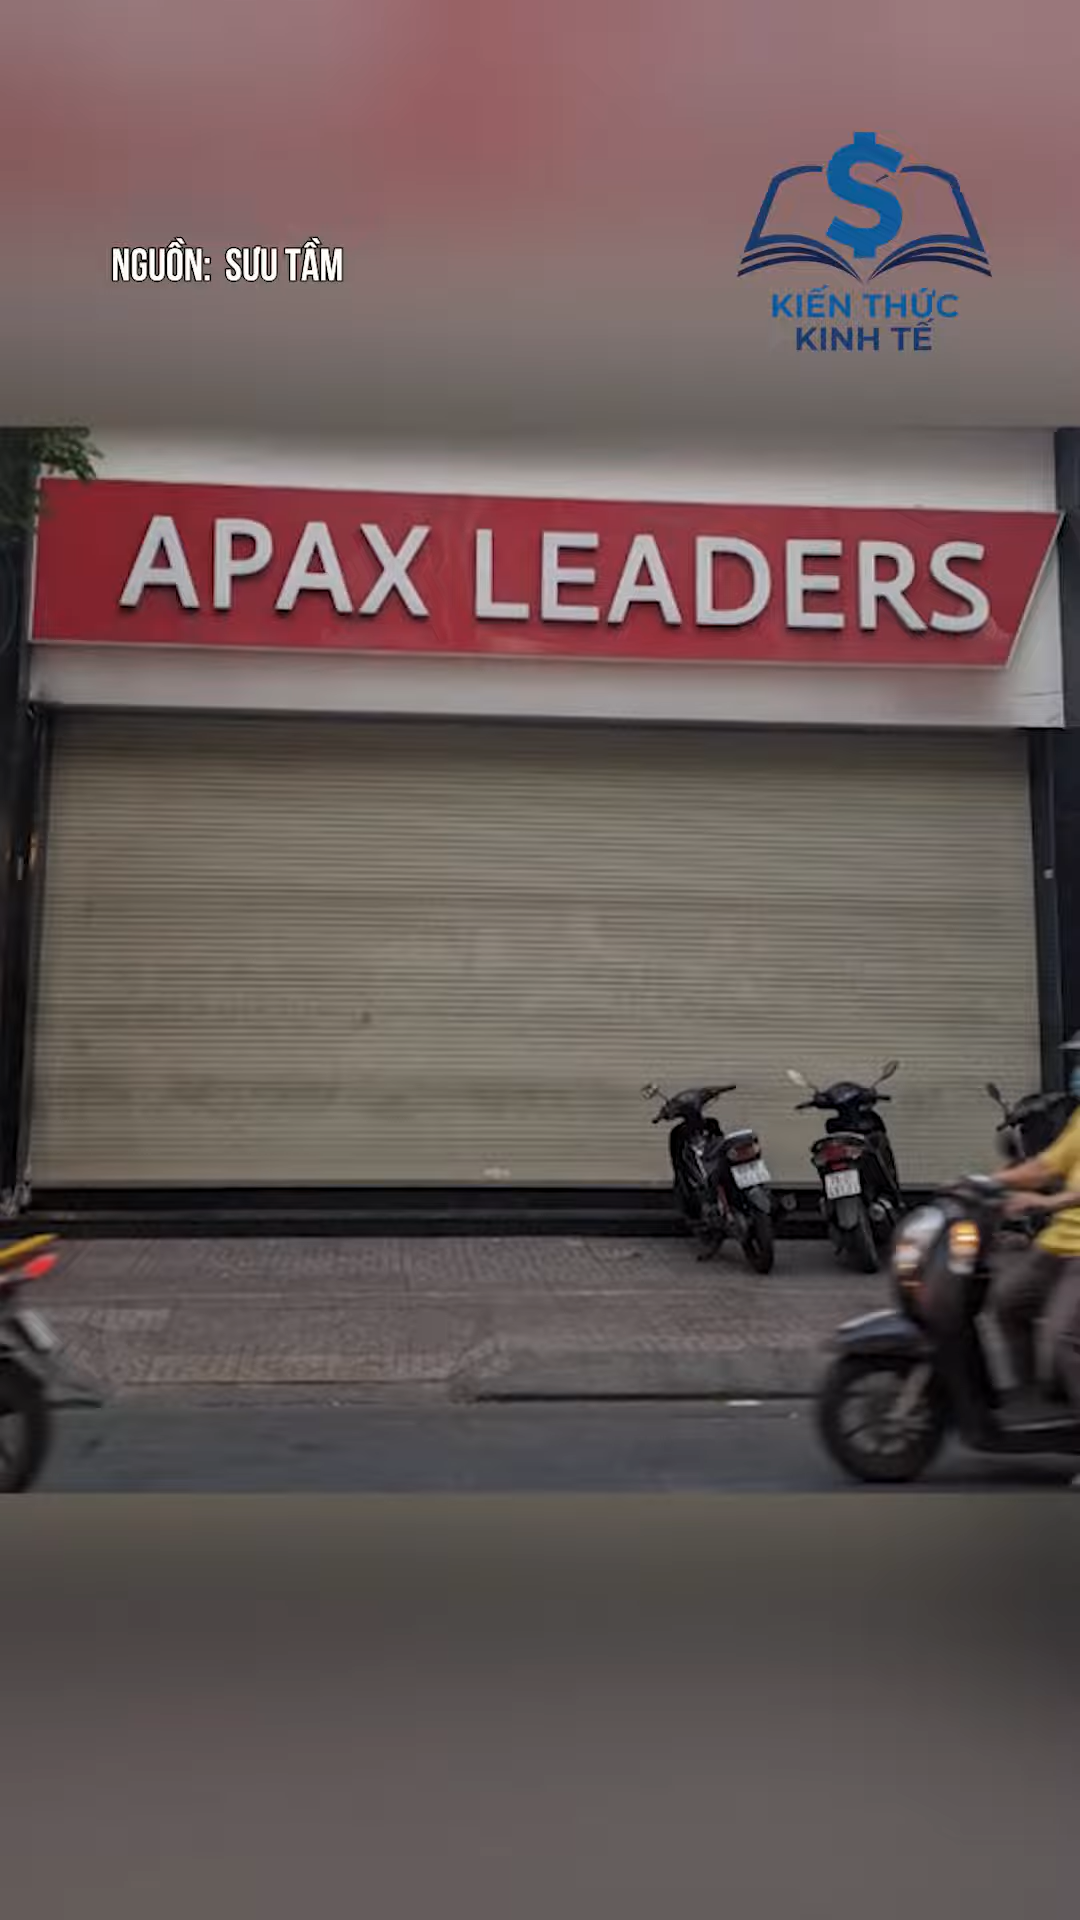 NGUỒN: SƯU TẦM
$
KIẾN THỨC
KINH TẾ
APAX LEADERS